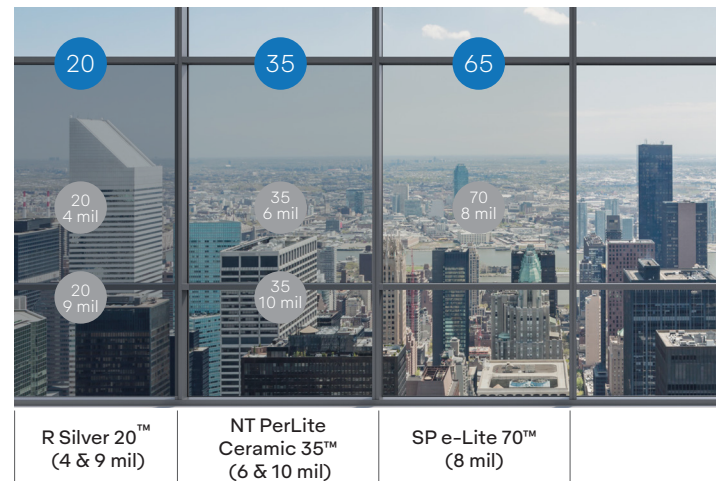 20
35
65
20
4 mil
35
6 mil
70
8 mil
20
9 mil
35
10 mil
R Silver 20™
(4 & 9 mil)
NT PerLite
Ceramic 35™
(6 & 10 mil)
SP e-Lite 70™
(8 mil)